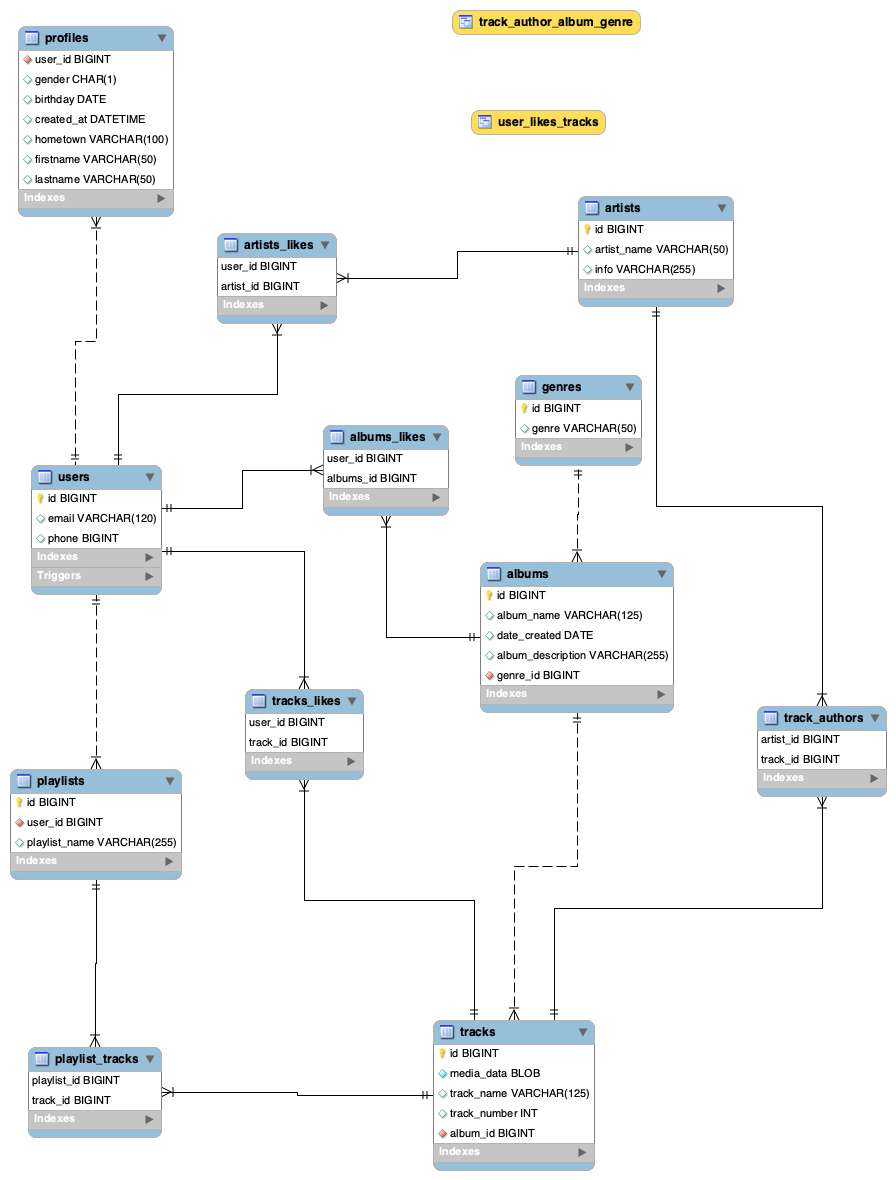 track_author_album_genre
profiles
user_id BIGINT
gender CHAR(1)
birthday DATE
created_at DATETIME
hometown VARCHAR(100)
firstname VARCHAR(50)
lastname VARCHAR(50)
Indexes
user_likes_tracks
artists
id BIGINT
artist_name VARCHAR(50)
info VARCHAR(255)
Indexes
artists_likes
user_id BIGINT
artist_id BIGINT
Indexes
genres
id BIGINT
genre VARCHAR(50)
Indexes
albums_likes
user_id BIGINT
albums_id BIGINT
Indexes
users
id BIGINT
email VARCHAR(120)
phone BIGINT
Indexes
Triggers
albums
id BIGINT
album_name VARCHAR(125)
date_created DATE
album_description VARCHAR(255)
genre_id BIGINT
Indexes
tracks_likes
user_id BIGINT
track_id BIGINT
Indexes
track_authors
artist_id BIGINT
track_id BIGINT
Indexes
playlists
id BIGINT
user_id BIGINT
playlist_name VARCHAR(255)
Indexes
tracks
id BIGINT
media_data BLOB
track_name VARCHAR(125)
track_number INT
album_id BIGINT
Indexes
playlist_tracks
playlist_id BIGINT
track_id BIGINT
Indexes